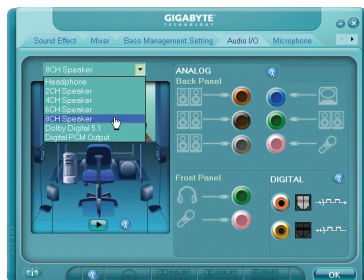 GIGABYTE
TECHNOLOGY
Sound Effect Mixer Bass Management Setting Audio I/O Microphone
8CH Speaker
Headphone
2CH Speaker
4CH Speaker
6CH Speaker
8CH Speaker
Dolby Digital 5.1
Digital PCM Output
ANALOG
Back Panel
Front Panel
DIGITAL
OK